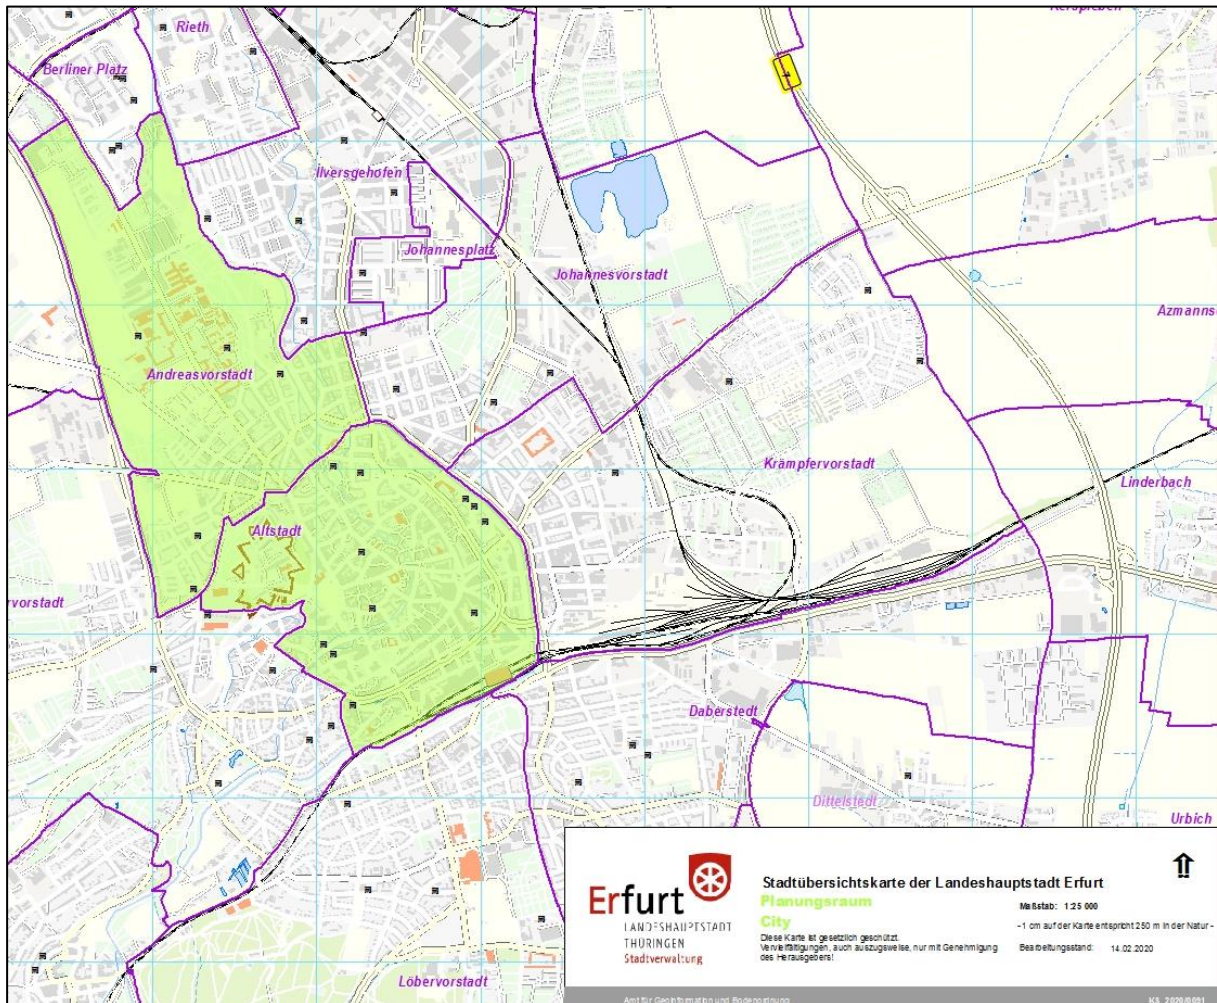 Rieth
Berliner Platz
Ilversgehofen
Johannesplatz
Johannesvorstadt
Andreasvorstadt
Krämpfervorstadt
Linderbach
Altstadt
rvorstadt
Daberstedt
Dittelstedt
Urbich
Löbervorstadt
Erfurt
LANDESHAUPTSTADT
THÜRINGEN
Stadtverwaltung
Stadtübersichtskarte der Landeshauptstadt Erfurt
Planungsraum
City
Diese Karte ist gesetzlich geschützt.
Vervielfältigungen, auch auszugsweise, nur mit Genehmigung
des Herausgebers!
Maßstab: 1:25 000
-1 cm auf der Karte entspricht 250 m in der Natur -
Bearbeitungsstand: 14.02.2020
Amt für Geoinformation und Bodenordnung